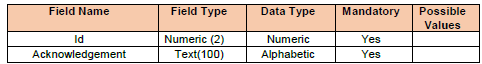 Field Name Field Type Data Type Mandatory Possible Values
Id Numeric (2) Numeric Yes
Acknowledgement Text(100) Alphabetic Yes